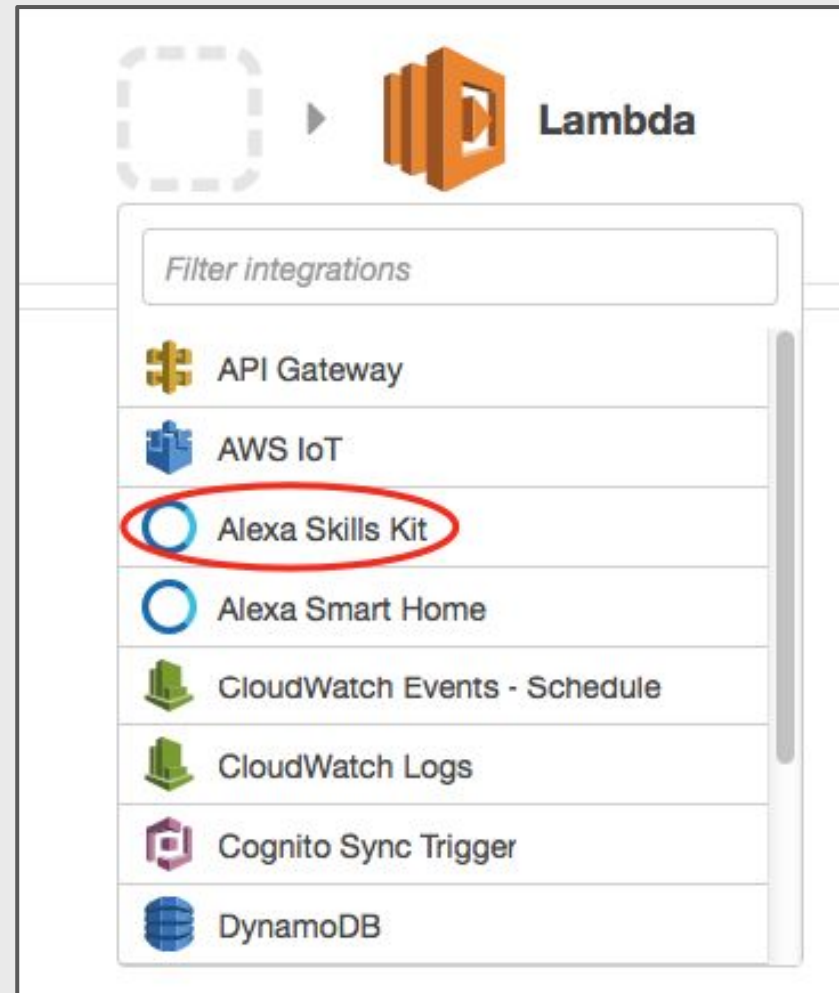 Lambda
Filter integrations
API Gateway
AWS IoT
Alexa Skills Kit
Alexa Smart Home
CloudWatch Events - Schedule
CloudWatch Logs
Cognito Sync Trigger
DynamoDB